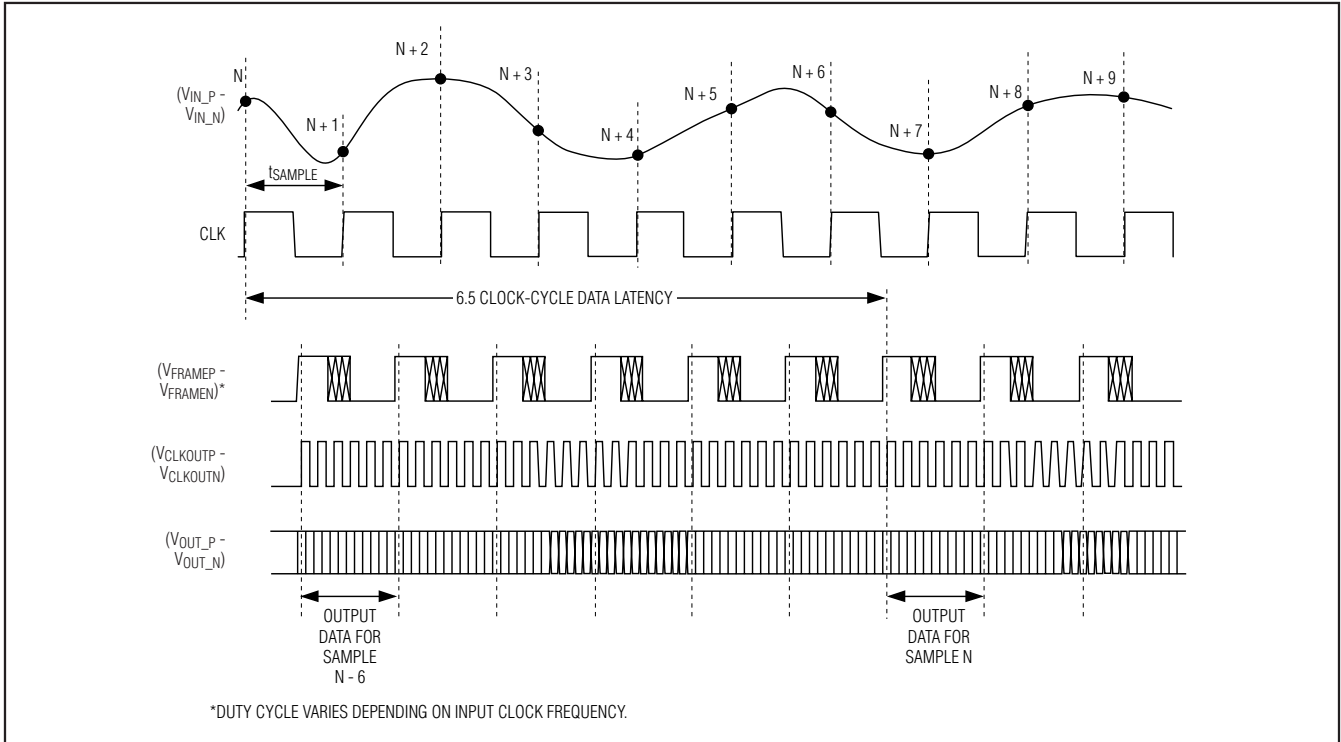 N
N + 1
N + 2
N + 3
N + 4
N + 5
N + 6
N + 7
N + 8
N + 9
(VIN_P -
VIN_N)
tSAMPLE
CLK
6.5 CLOCK-CYCLE DATA LATENCY
(VFRAMEP -
VFRAMEN)*
(VCLKOUTP -
VCLKOUTN)
(VOUT_P -
VOUT_N)
OUTPUT
DATA FOR
SAMPLE
N - 6
OUTPUT
DATA FOR
SAMPLE N
*DUTY CYCLE VARIES DEPENDING ON INPUT CLOCK FREQUENCY.